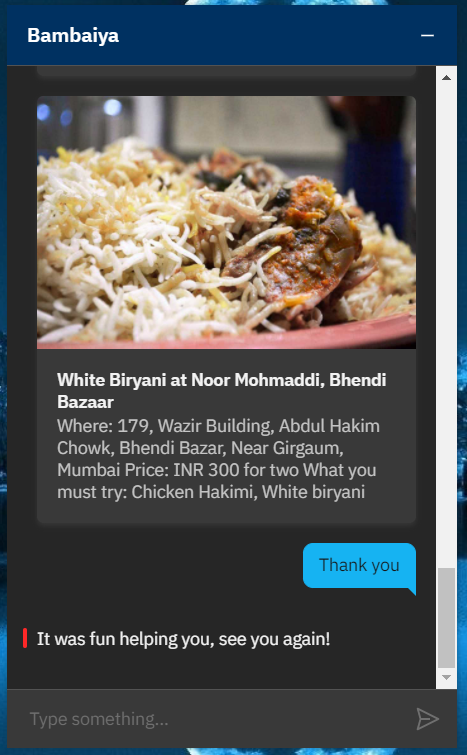 Bambaiya
White Biryani at Noor Mohmaddi, Bhendi
Bazaar
Where: 179, Wazir Building, Abdul Hakim
Chowk, Bhendi Bazar, Near Girgaum,
Mumbai Price: INR 300 for two What you
must try: Chicken Hakimi, White biryani
Thank you
It was fun helping you, see you again!
Type something...